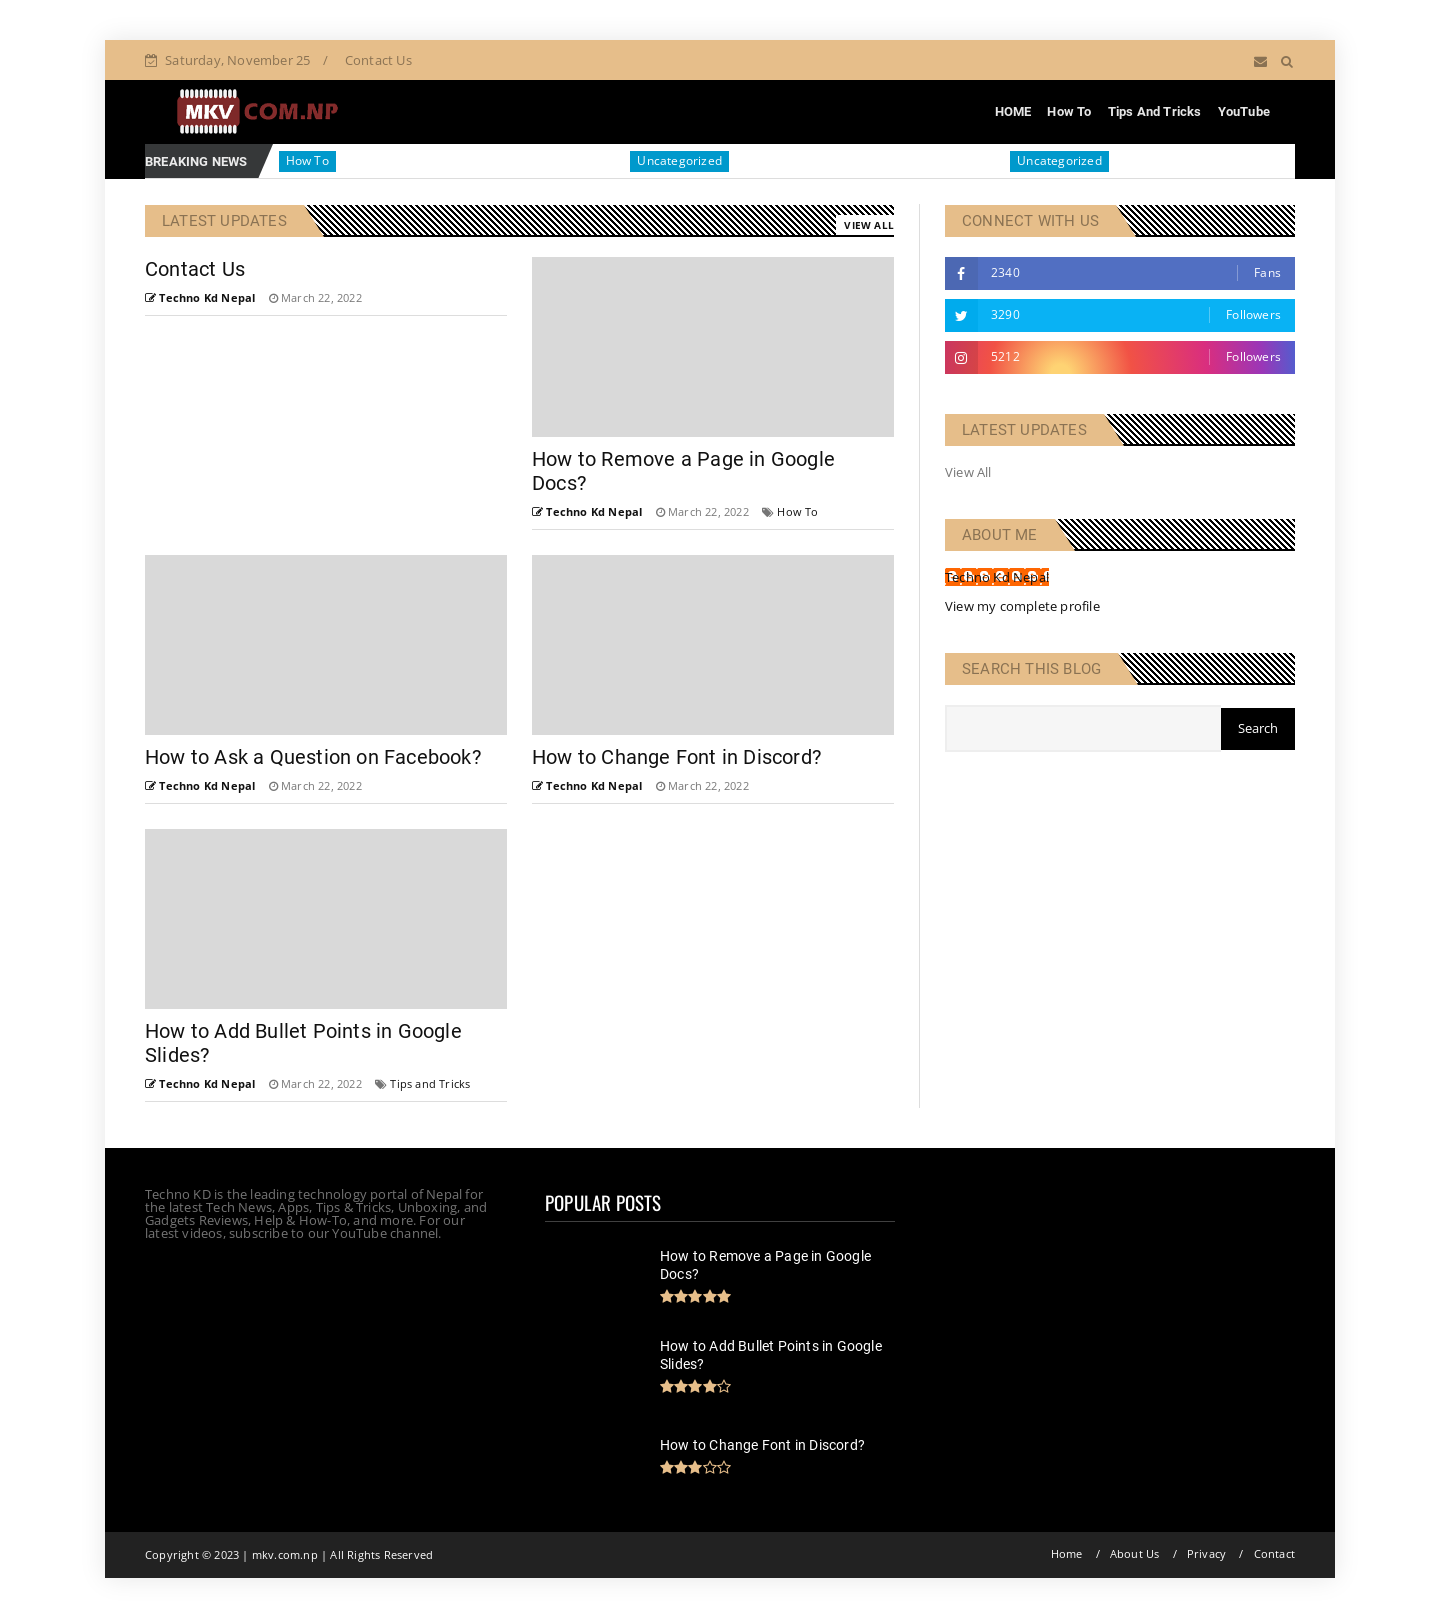 Saturday, November 25 / Contact Us
MKV COM.NP
HOME How To Tips And Tricks YouTube
BREAKING NEWS How To Uncategorized Uncategorized
LATEST UPDATES
VIEW ALL
Contact Us
Techno Kd Nepal March 22, 2022
How to Remove a Page in Google
Docs?
Techno Kd Nepal March 22, 2022 How To
How to Ask a Question on Facebook?
Techno Kd Nepal March 22, 2022
How to Change Font in Discord?
Techno Kd Nepal March 22, 2022
How to Add Bullet Points in Google
Slides?
Techno Kd Nepal March 22, 2022 Tips and Tricks
CONNECT WITH US
2340 Fans
3290 Followers
5212 Followers
LATEST UPDATES
View All
ABOUT ME
Techno Kd Nepal
View my complete profile
SEARCH THIS BLOG
Search
Techno KD is the leading technology portal of Nepal for
the latest Tech News, Apps, Tips & Tricks, Unboxing, and
Gadgets Reviews, Help & How-To, and more. For our
latest videos, subscribe to our YouTube channel.
POPULAR POSTS
How to Remove a Page in Google
Docs?
How to Add Bullet Points in Google
Slides?
How to Change Font in Discord?
Copyright © 2023 | mkv.com.np | All Rights Reserved
Home / About Us / Privacy / Contact